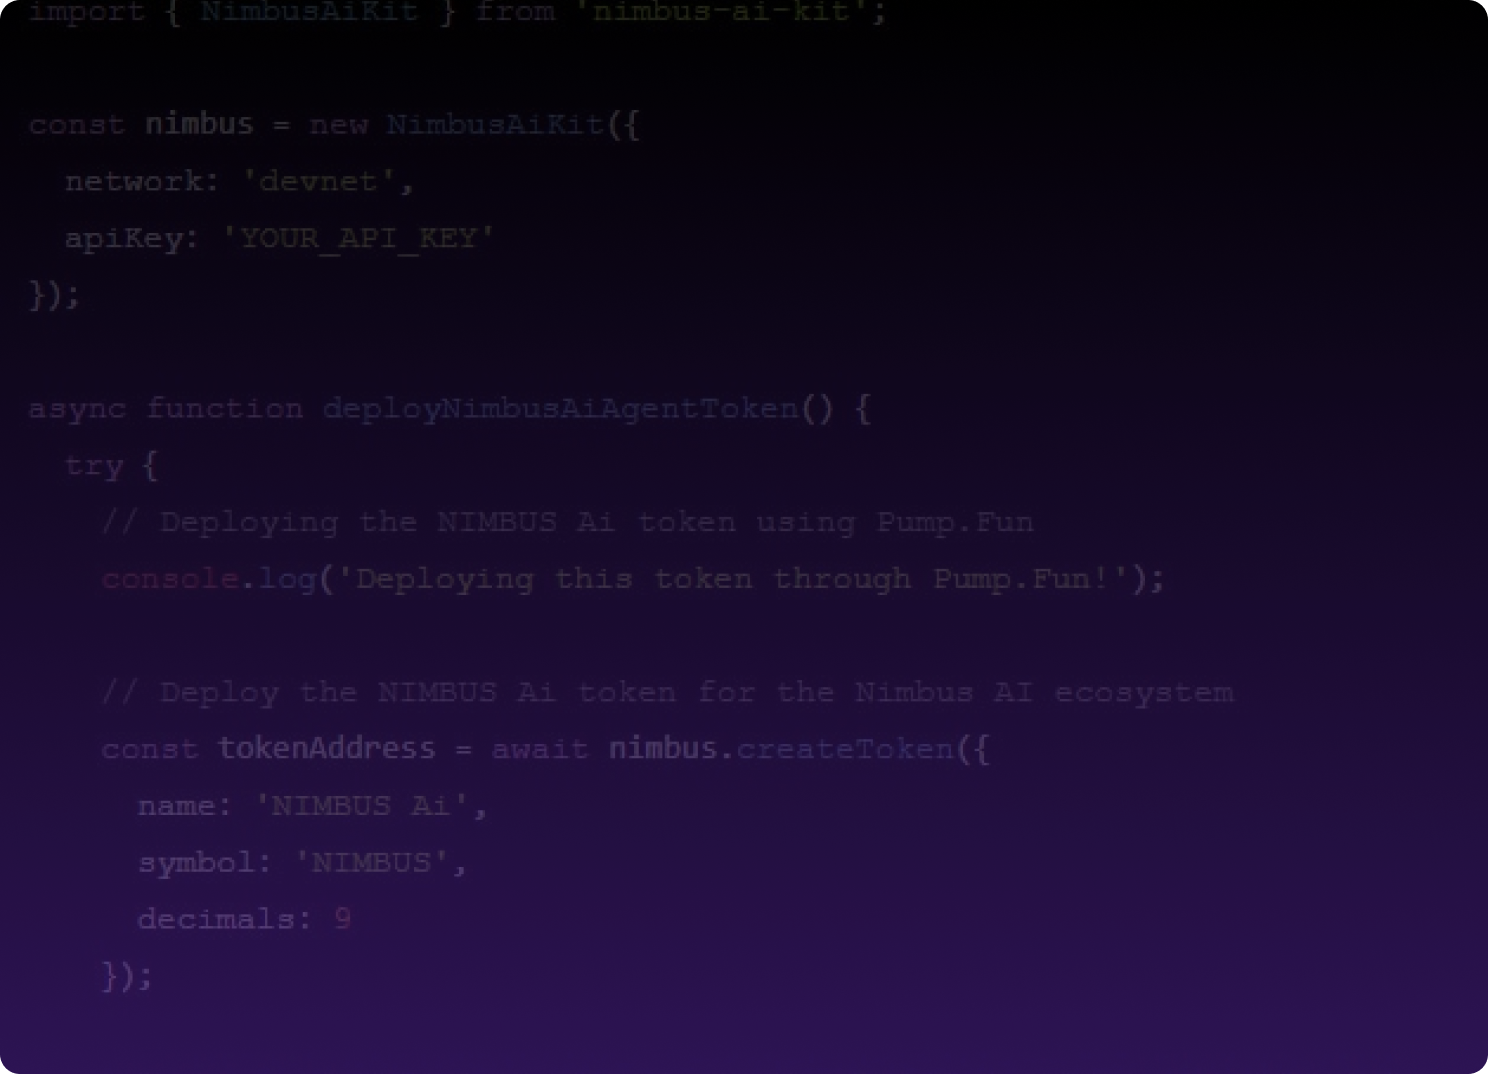 import { NimbusAiKit } from 'nimbus-ai-kit';
const nimbus = new NimbusAiKit({
network: 'devnet',
apiKey: 'YOUR_API_KEY'
});
async function deployNimbusAiAgentToken() {
try {
// Deploying the NIMBUS Ai token using Pump.Fun
console.log('Deploying this token through Pump.Fun!');
// Deploy the NIMBUS Ai token for the Nimbus AI ecosystem
const tokenAddress = await nimbus.createToken({
name: 'NIMBUS Ai',
symbol: 'NIMBUS',
decimals: 9
});